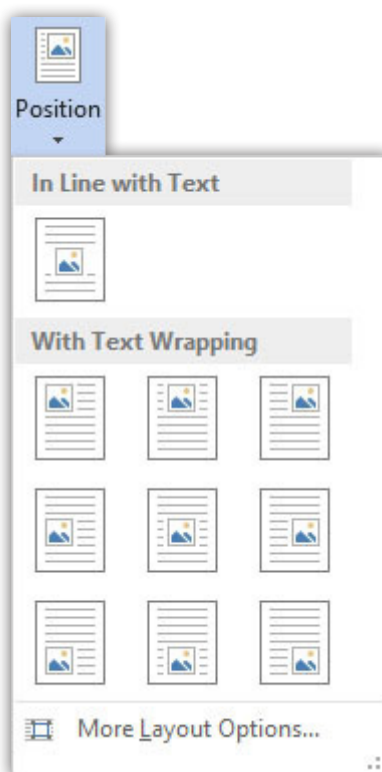 Position
In Line with Text
With Text Wrapping
More Layout Options...